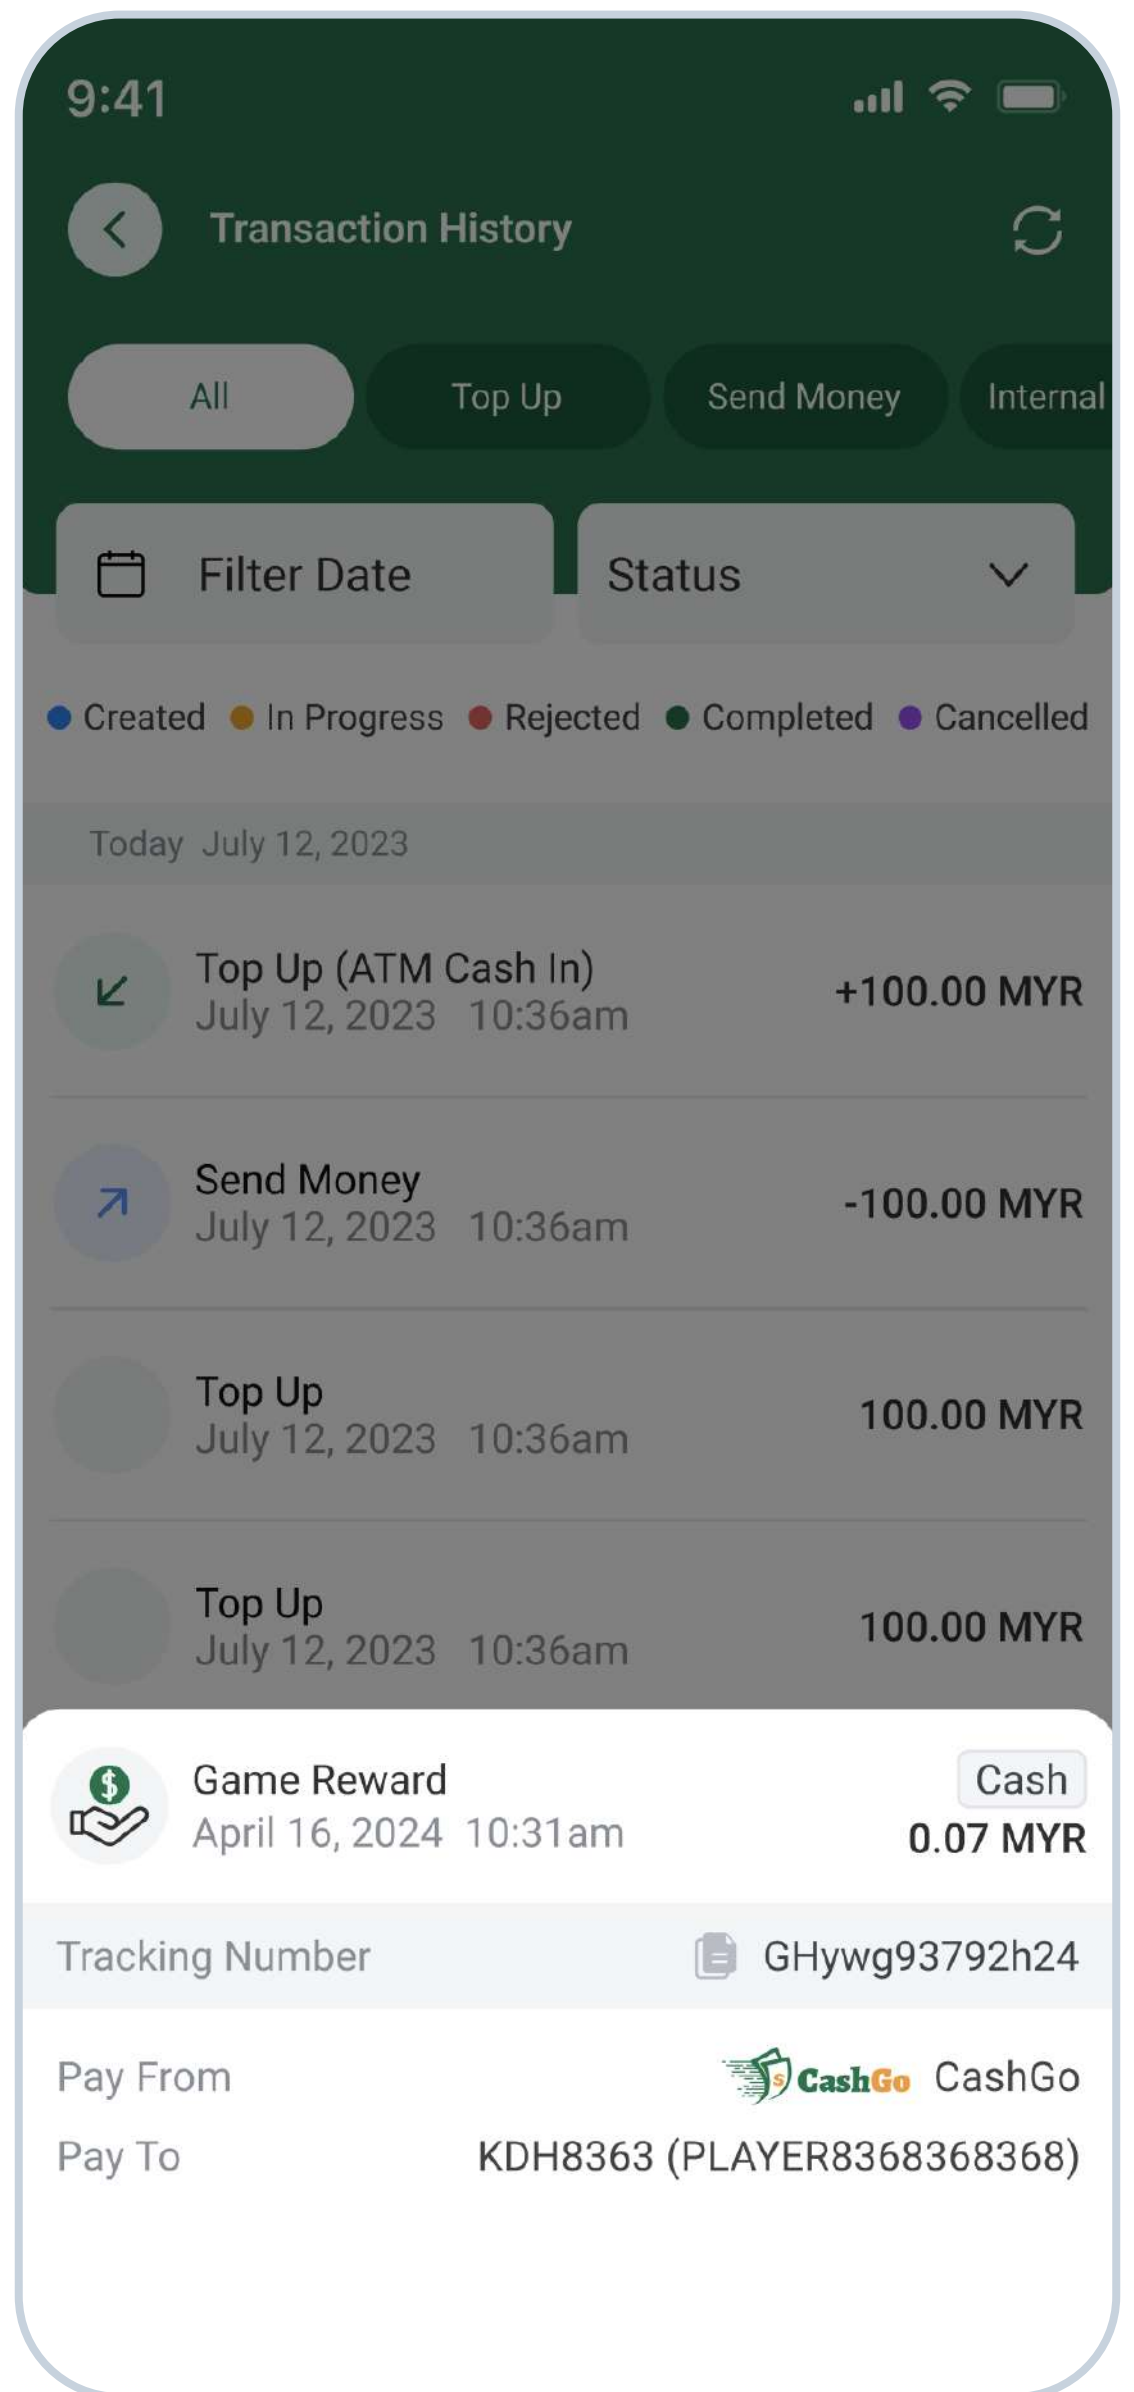 9:41
Transaction History
All Top Up Send Money Internal
Filter Date Status
Created In Progress Rejected Completed Cancelled
Today July 12, 2023
Top Up (ATM Cash In)
July 12, 2023 10:36am
+100.00 MYR
Send Money
July 12, 2023 10:36am
-100.00 MYR
Top Up
July 12, 2023 10:36am
100.00 MYR
Top Up
July 12, 2023 10:36am
100.00 MYR
$
Game Reward
April 16, 2024 10:31am
Cash
0.07 MYR
Tracking Number GHywg93792h24
Pay From S CashGo CashGo
Pay To KDH8363 (PLAYER8368368368)